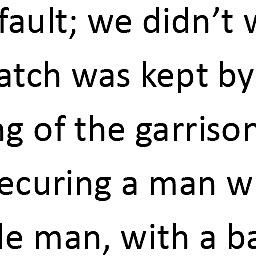 fault; we didn’t w
atch was kept by
ng of the garrison
ecuring a man w
le man, with a ba